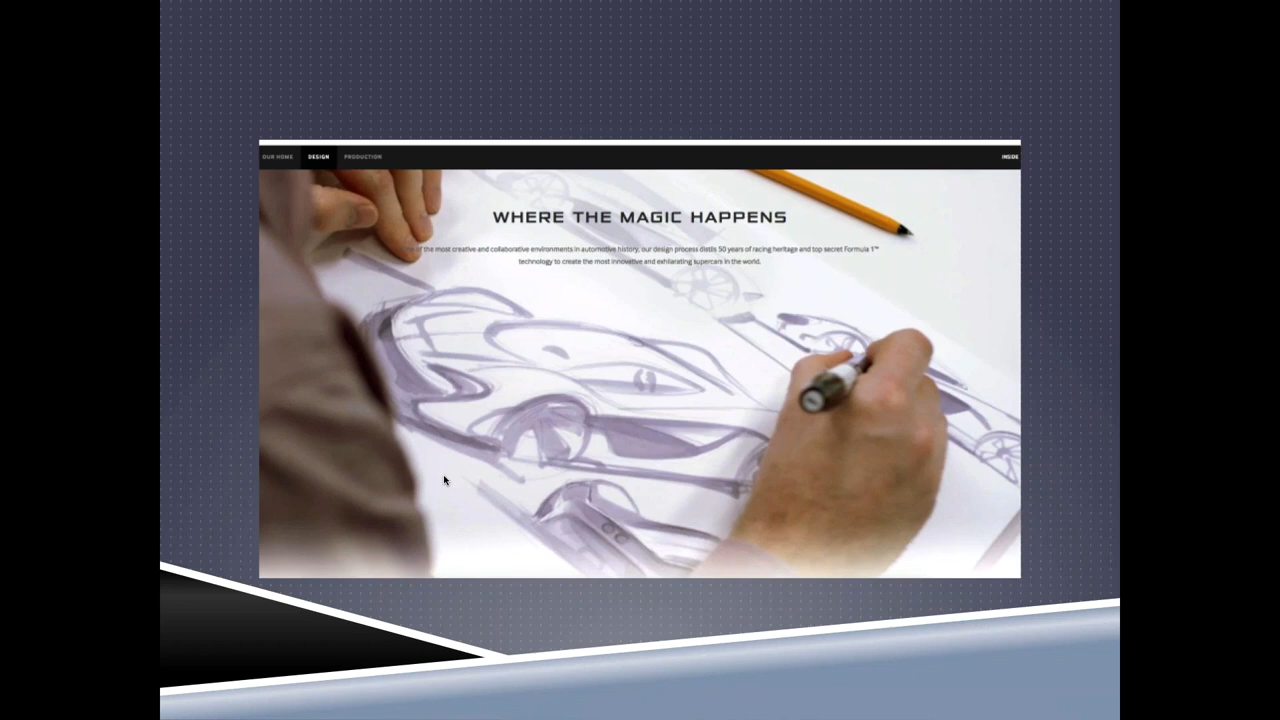 OUR HOME DESIGN PRODUCTION INSIDE
WHERE THE MAGIC HAPPENS
of the most creative and collaborative environments in automotive history, our design process distils 50 years of racing heritage and top secret Formula 1™
technology to create the most innovative and exhilarating supercars in the world.